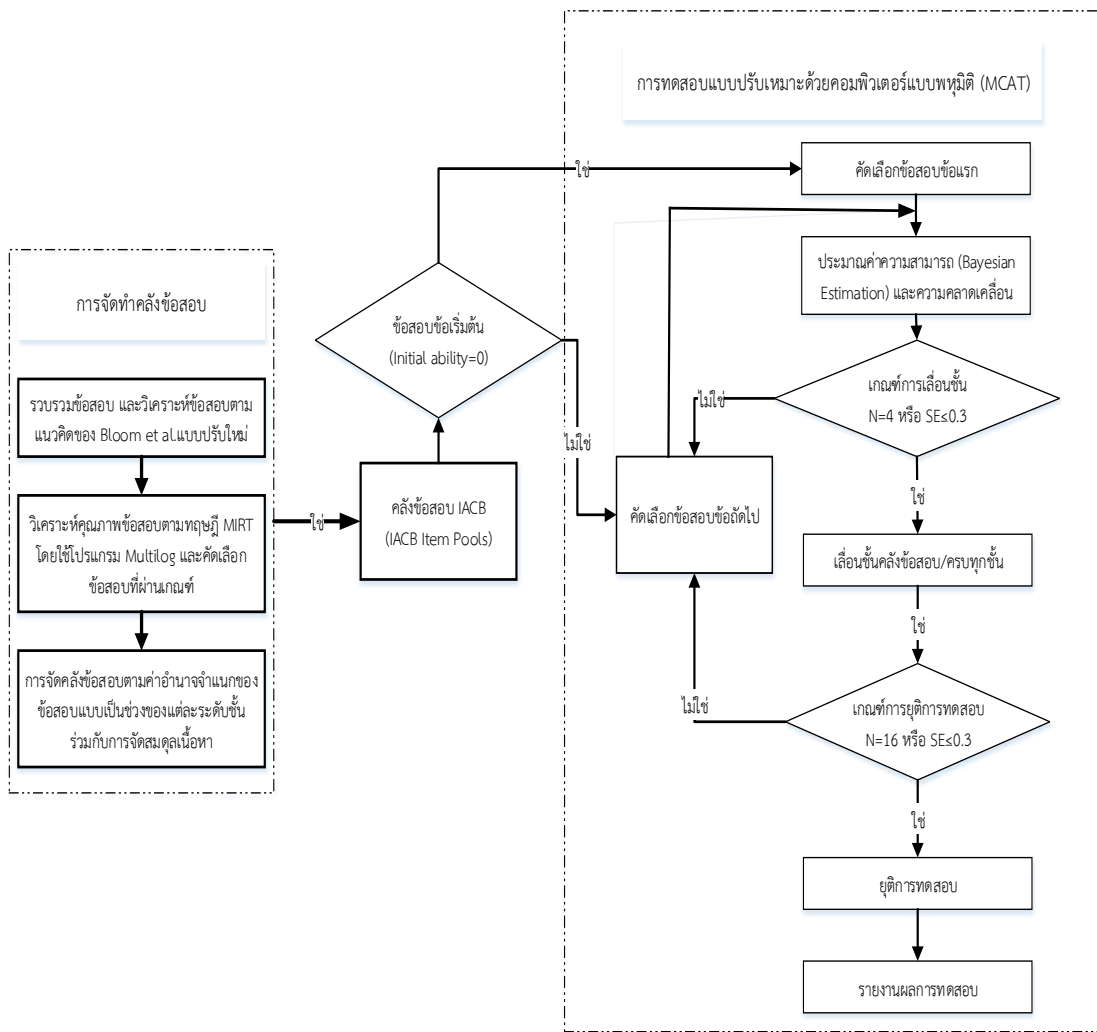 การจัดทำคลังข้อสอบ
รวบรวมข้อสอบ และวิเคราะห์ข้อสอบตาม
แนวคิดของ Bloom et al.แบบปรับใหม่
วิเคราะห์คุณภาพข้อสอบตามทฤษฎี MIRT
โดยใช้โปรแกรม Multilog และคัดเลือก
ข้อสอบที่ผ่านเกณฑ์
การจัดคลังข้อสอบตามค่าอำนาจจำแนกของ
ข้อสอบแบบเป็นช่วงของแต่ละระดับชั้น
ร่วมกับการจัดสมดุลเนื้อหา
ใช่
คลังข้อสอบ IACB
(IACB Item Pools)
ข้อสอบข้อเริ่มต้น
(Initial ability=0)
ใช่
ไม่ใช่
การทดสอบแบบปรับเหมาะด้วยคอมพิวเตอร์แบบพหุมิติ (MCAT)
คัดเลือกข้อสอบข้อแรก
ประมาณค่าความสามารถ (Bayesian
Estimation) และความคลาดเคลื่อน
เกณฑ์การเลื่อนชั้น
N=4 หรือ SE≤0.3
ไม่ใช่
คัดเลือกข้อสอบข้อถัดไป
ใช่
เลื่อนชั้นคลังข้อสอบ/ครบทุกชั้น
ใช่
เกณฑ์การยุติการทดสอบ
N=16 หรือ SE≤0.3
ไม่ใช่
ใช่
ยุติการทดสอบ
รายงานผลการทดสอบ